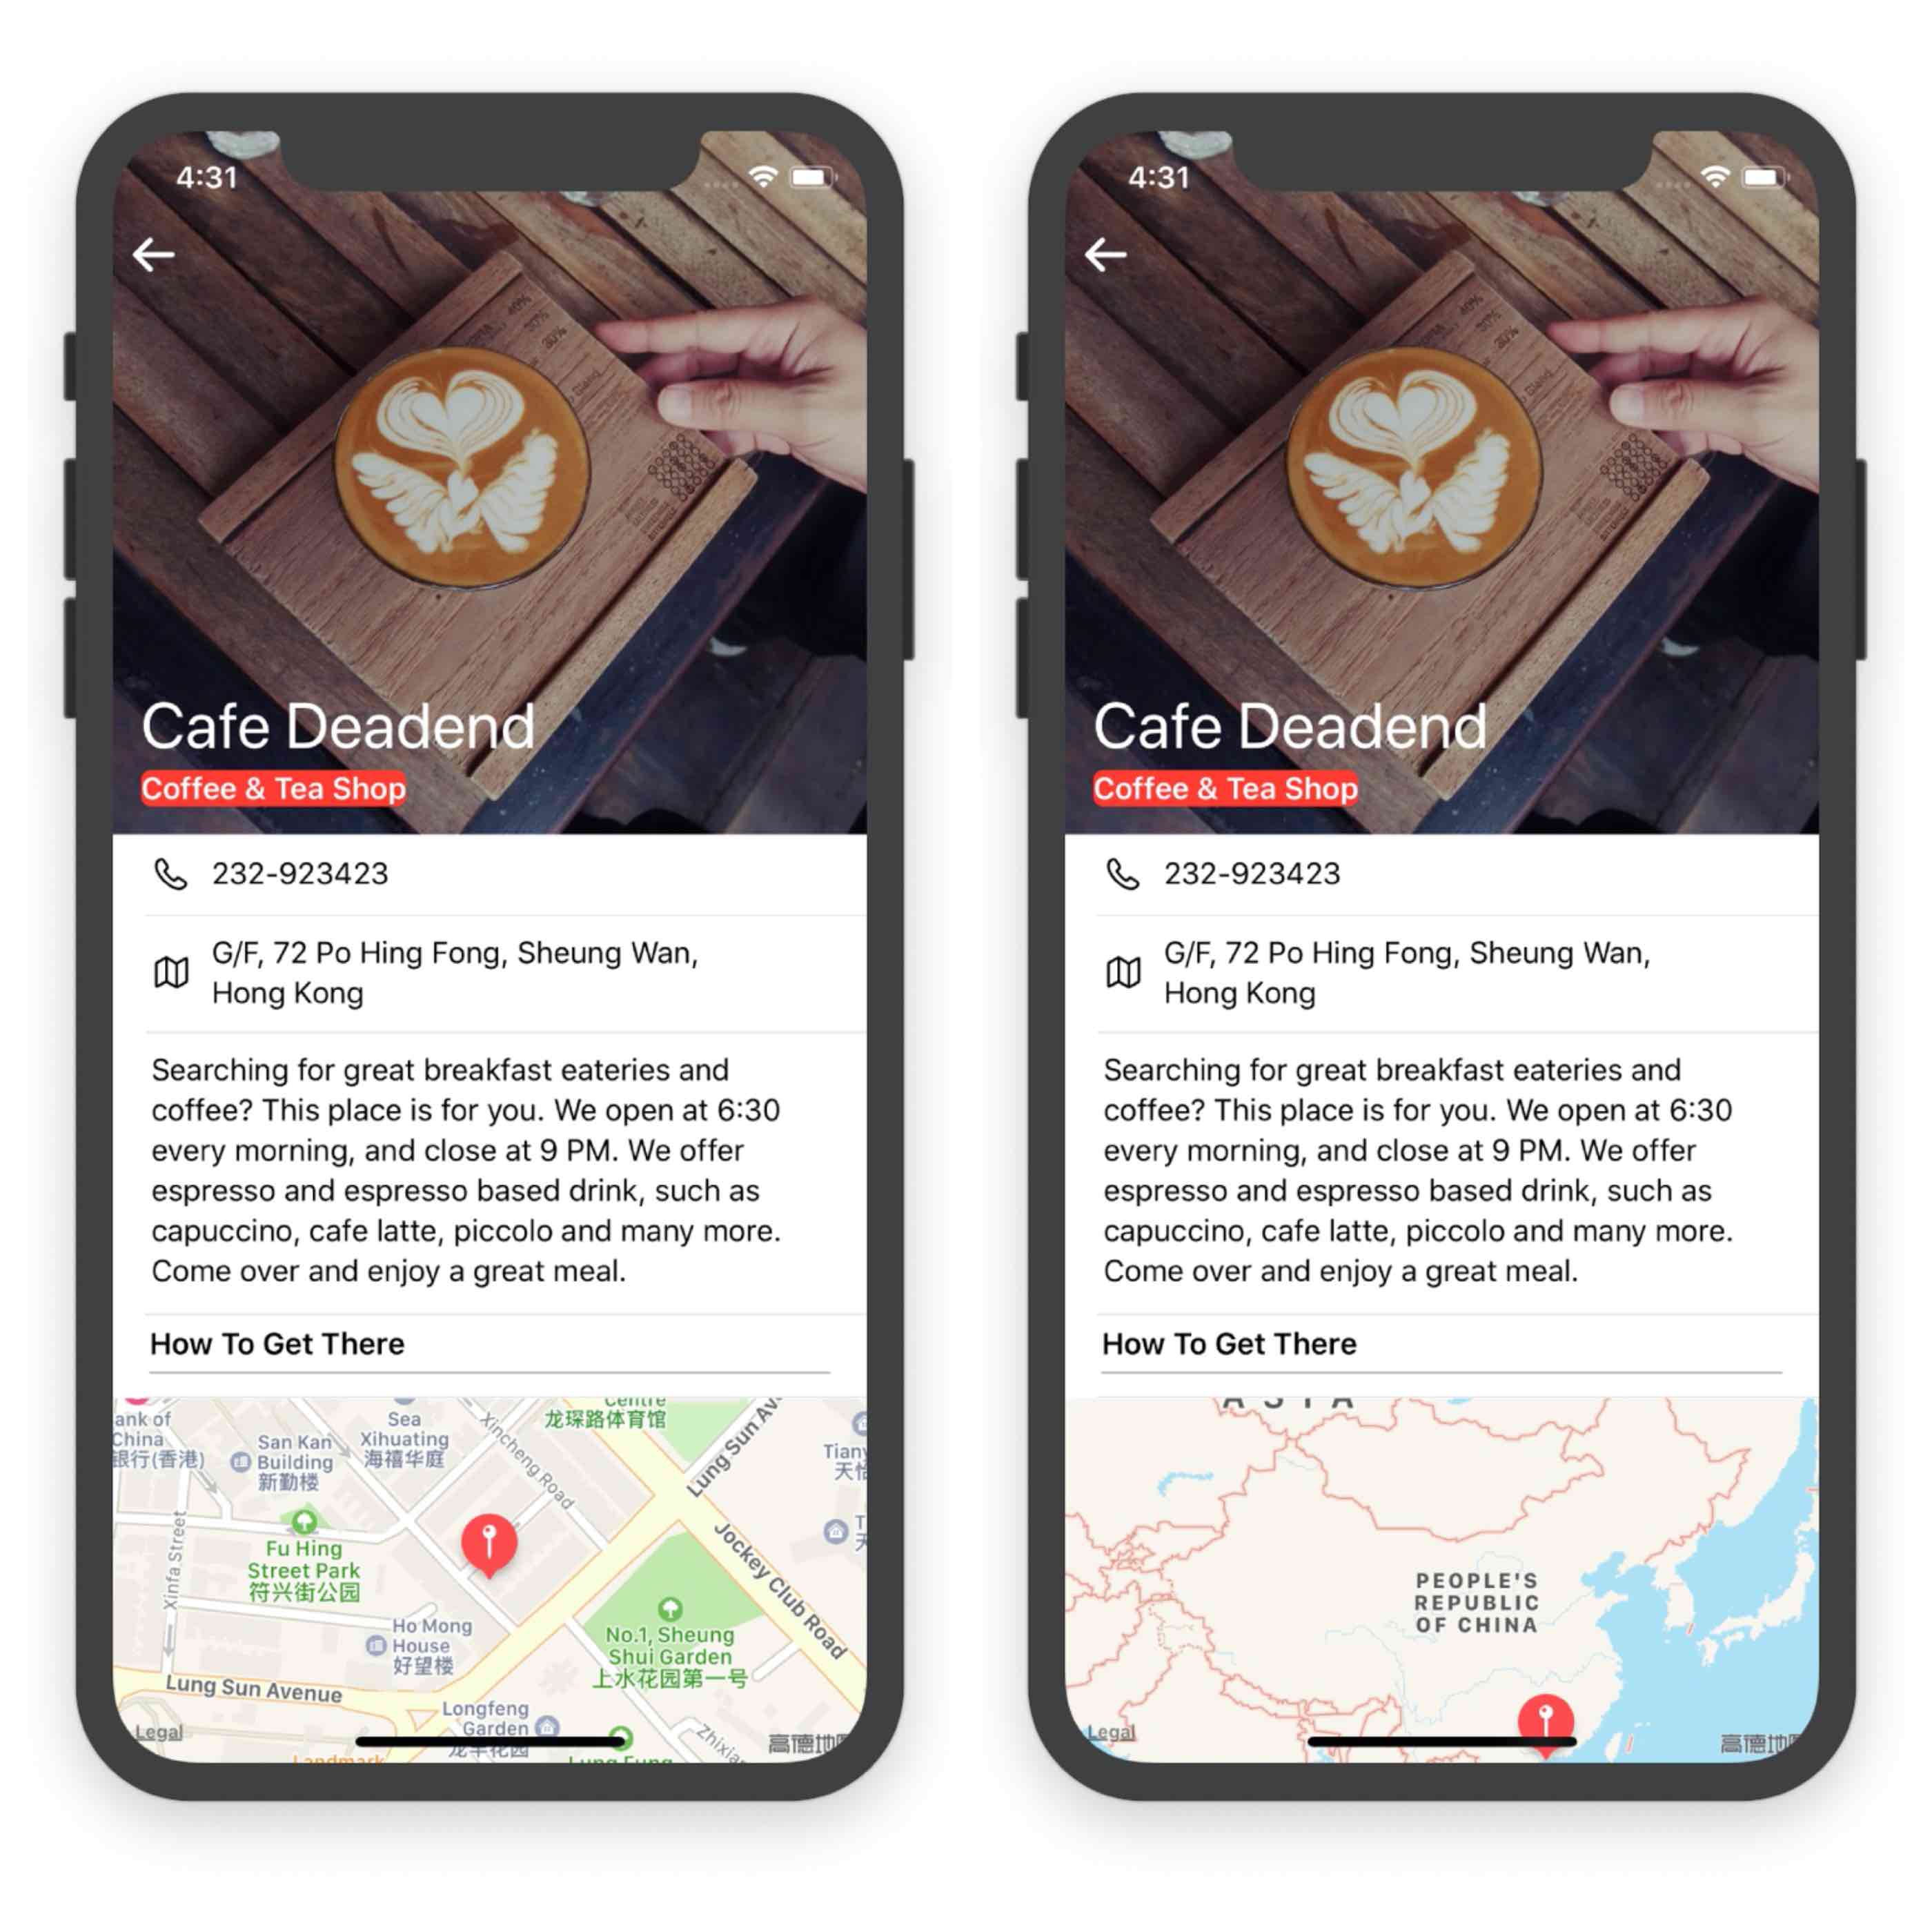 4:31
40%
30%
30%
Cafe Deadend
Coffee & Tea Shop
232-923423
G/F, 72 Po Hing Fong, Sheung Wan,
Hong Kong
Searching for great breakfast eateries and
coffee? This place is for you. We open at 6:30
every morning, and close at 9 PM. We offer
espresso and espresso based drink, such as
capuccino, cafe latte, piccolo and many more.
Come over and enjoy a great meal.
How To Get There
Centre
龙琛路体育馆
ank of
China
银行(香港)
San Kan
Building
新勤楼
Sea
Xihuating
海禧华庭
Xincheng Road
Lung Sun Av
Tiany
Xinfa Street
Fu Hing
Street Park
符兴街公园
Jockey Club Road
Ho Mong
House
好望楼
No.1, Sheung
Shui Garden
上水花园第一号
Lung Sun Avenue
Longfeng
Garden
Zhixia
Landmark
Lung Fung
Legal
高德地图
4:31
40%
30%
30%
Cafe Deadend
Coffee & Tea Shop
232-923423
G/F, 72 Po Hing Fong, Sheung Wan,
Hong Kong
Searching for great breakfast eateries and
coffee? This place is for you. We open at 6:30
every morning, and close at 9 PM. We offer
espresso and espresso based drink, such as
capuccino, cafe latte, piccolo and many more.
Come over and enjoy a great meal.
How To Get There
ASIA
PEOPLE'S
REPUBLIC
OF CHINA
Legal
高德地图